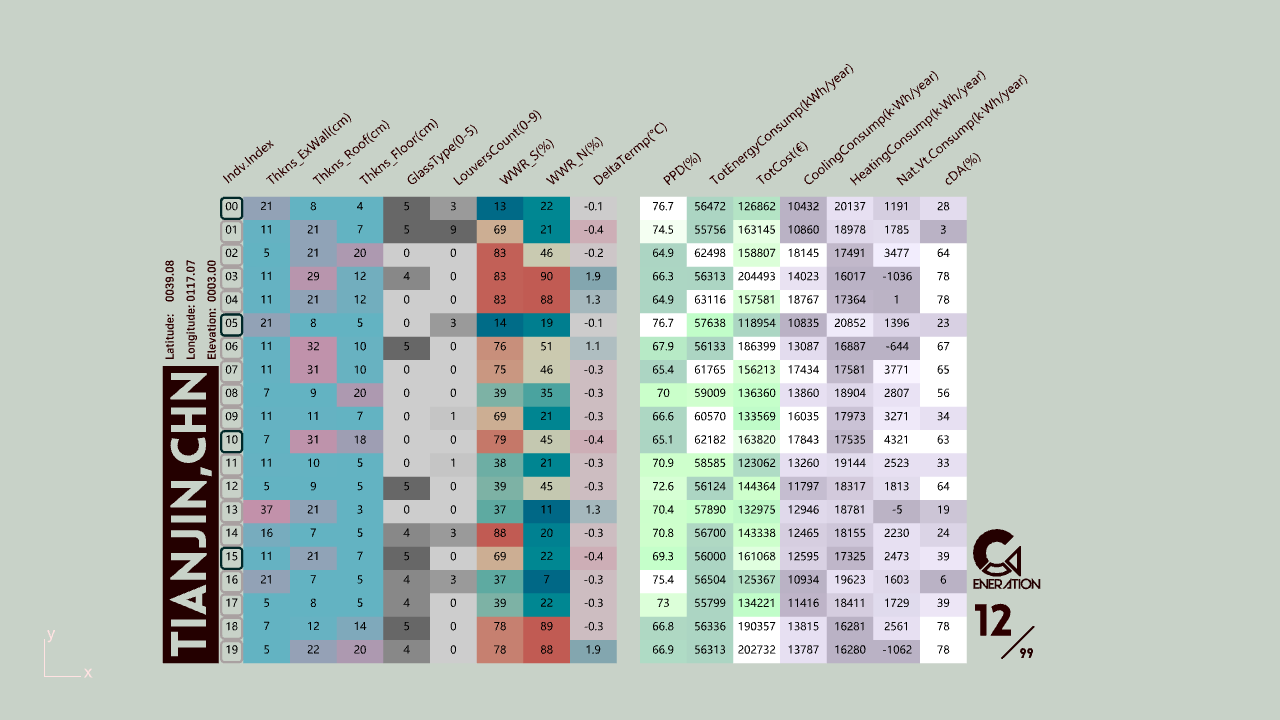 Indv.Index Thkns_ExWall(cm) Thkns_Roof(cm) Thkns_Floor(cm) GlassType(0-5) LouversCount(0-9) WWR_S(%) WWR_N(%) DeltaTermp(°C) PPD(%) TotEnergyConsump(kWh/year) TotCost(€) CoolingConsump(k·Wh/year) HeatingConsump(k·Wh/year) Nat.Vt.Consump(k·Wh/year) cDA(%)
00 21 8 4 5 3 13 22 -0.1 76.7 56472 126862 10432 20137 1191 28
01 11 21 7 5 9 69 21 -0.4 74.5 55756 163145 10860 18978 1785 3
02 5 21 20 0 0 83 46 -0.2 64.9 62498 158807 18145 17491 3477 64
03 11 29 12 4 0 83 90 1.9 66.3 56313 204493 14023 16017 -1036 78
04 11 21 12 0 0 83 88 1.3 64.9 63116 157581 18767 17364 1 78
05 21 8 5 0 3 14 19 -0.1 76.7 57638 118954 10835 20852 1396 23
06 11 32 10 5 0 76 51 1.1 67.9 56133 186399 13087 16887 -644 67
07 11 31 10 0 0 75 46 -0.3 65.4 61765 156213 17434 17581 3771 65
08 7 9 20 0 0 39 35 -0.3 70 59009 136360 13860 18904 2807 56
09 11 11 7 0 1 69 21 -0.3 66.6 60570 133569 16035 17973 3271 34
10 7 31 18 0 0 79 45 -0.4 65.1 62182 163820 17843 17535 4321 63
11 11 10 5 0 1 38 21 -0.3 70.9 58585 123062 13260 19144 2523 33
12 5 9 5 5 0 39 45 -0.3 72.6 56124 144364 11797 18317 1813 64
13 37 21 3 0 0 37 11 1.3 70.4 57890 132975 12946 18781 -5 19
14 16 7 5 4 3 88 20 -0.3 70.8 56700 143338 12465 18155 2230 24
15 11 21 7 5 0 69 22 -0.4 69.3 56000 161068 12595 17325 2473 39
16 21 7 5 4 3 37 7 -0.3 75.4 56504 125367 10934 19623 1603 6
17 5 8 5 4 0 39 22 -0.3 73 55799 134221 11416 18411 1729 39
18 7 12 14 5 0 78 89 -0.3 66.8 56336 190357 13815 16281 2561 78
19 5 22 20 4 0 78 88 1.9 66.9 56313 202732 13787 16280 -1062 78
Latitude: 0039.08
Longitude: 0117.07
Elevation: 0003.00
TIANJIN,CHN
ENERATION
12/99
y
x